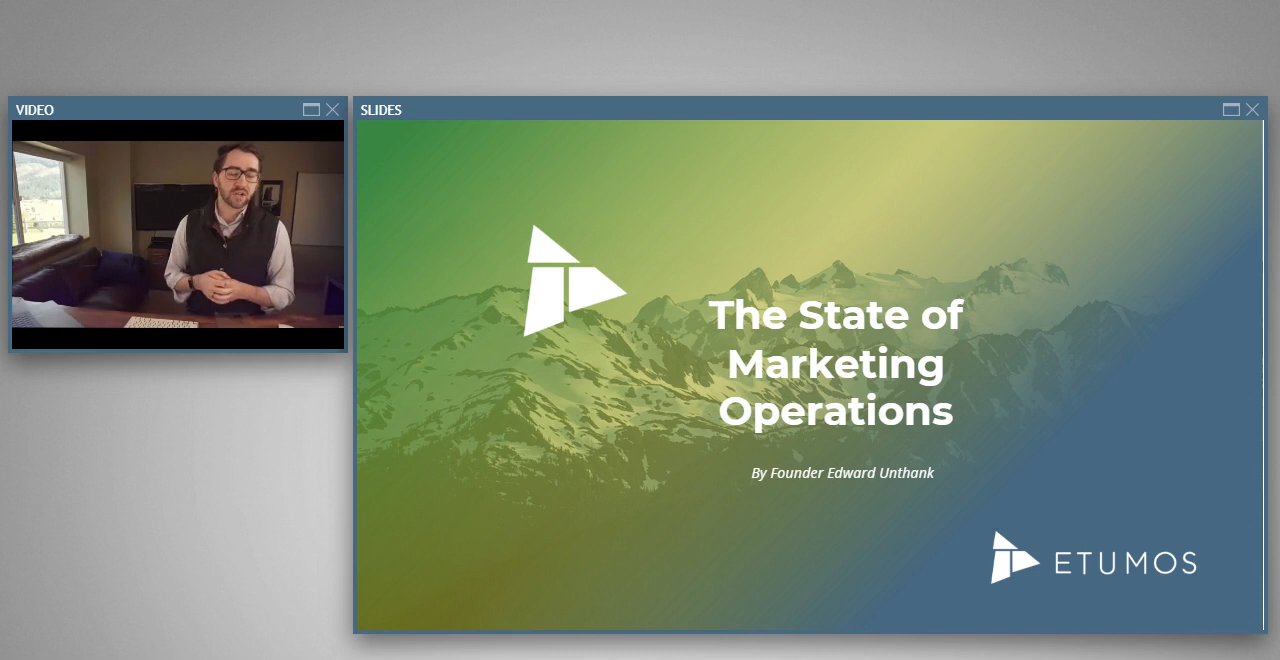 VIDEO
SLIDES
The State of
Marketing
Operations
By Founder Edward Unthank
ETUMOS